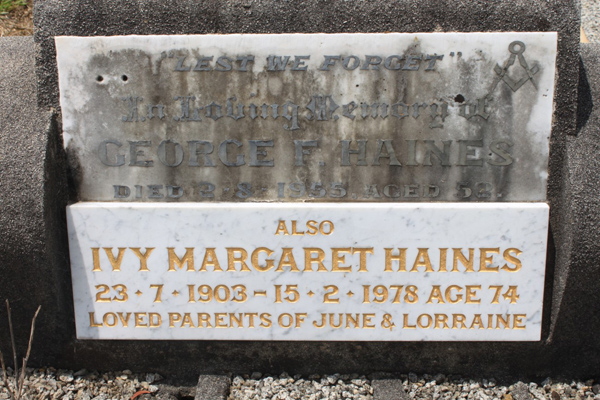 "LEST WE FORGET"
In Loving Memory of
GEORGE F. HAINES
DIED 2·8·1955. AGED 58.
ALSO
IVY MARGARET HAINES
23·7·1903-15·2·1978 AGE 74
LOVED PARENTS OF JUNE & LORRAINE